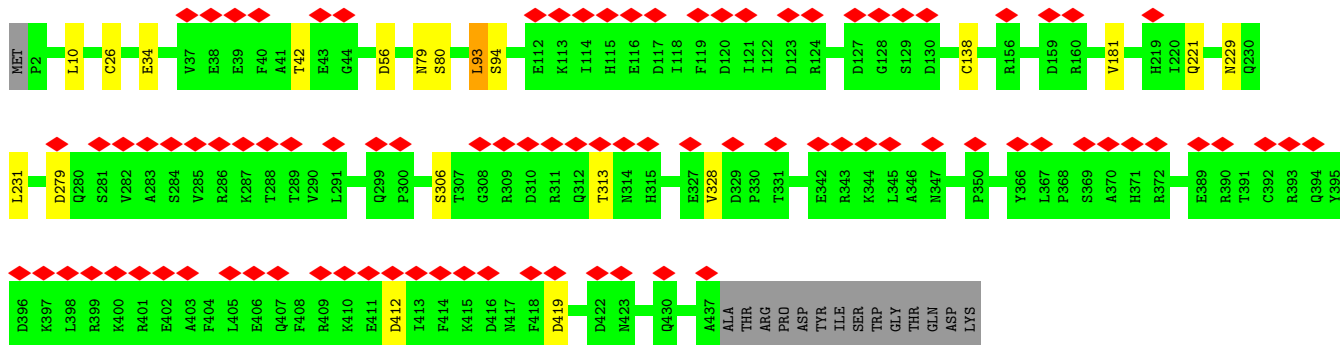 MET P2 L10 C26 E34 V37 E38 E39 F40 A41 T42 E43 G44 D56 N79 S80 L93 S94 E112 K113 I114 H115 E116 D117 I118 F119 D120 I121 I122 D123 R124 D127 G128 S129 D130 C138 R156 D159 R160 V181 H219 I220 Q221 N229 Q230
L231 D279 Q280 S281 V282 A283 S284 V285 R286 K287 T288 T289 V290 L291 Q299 P300 S306 T307 G308 R309 D310 R311 Q312 T313 N314 H315 E327 V328 D329 P330 T331 E342 R343 K344 L345 A346 N347 P350 Y366 L367 P368 S369 A370 H371 R372 E389 R390 T391 C392 R393 Q394 Y395
D396 K397 L398 R399 K400 R401 E402 A403 F404 L405 E406 Q407 F408 R409 K410 E411 D412 I413 F414 K415 D416 N417 F418 D419 D422 N423 Q430 A437 ALA THR ARG PRO ASP TYR ILE SER TRP GLY THR GLN ASP LYS